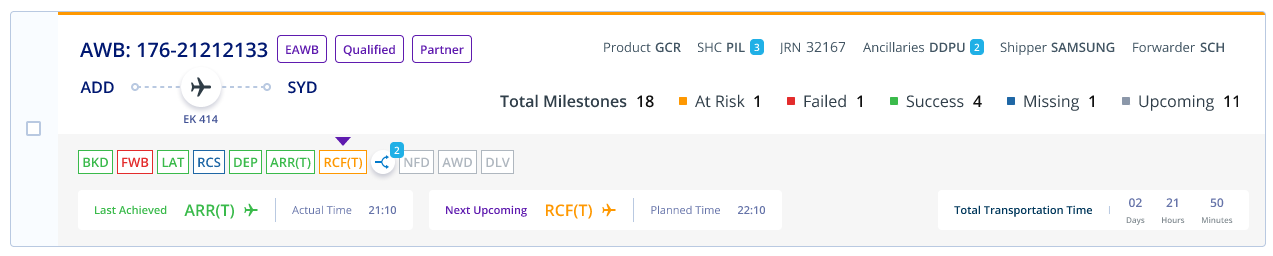 AWB: 176-21212133 EAWB Qualified Partner
Product GCR SHC PIL 3 JRN 32167 Ancillaries DDPU 2 Shipper SAMSUNG Forwarder SCH
ADD SYD
EK 414
Total Milestones 18 At Risk 1 Failed 1 Success 4 Missing 1 Upcoming 11
BKD FWB LAT RCS DEP ARR(T) RCF(T) 2 NFD AWD DLV
Last Achieved ARR(T) Actual Time 21:10
Next Upcoming RCF(T) Planned Time 22:10
Total Transportation Time 02 21 50
Days Hours Minutes